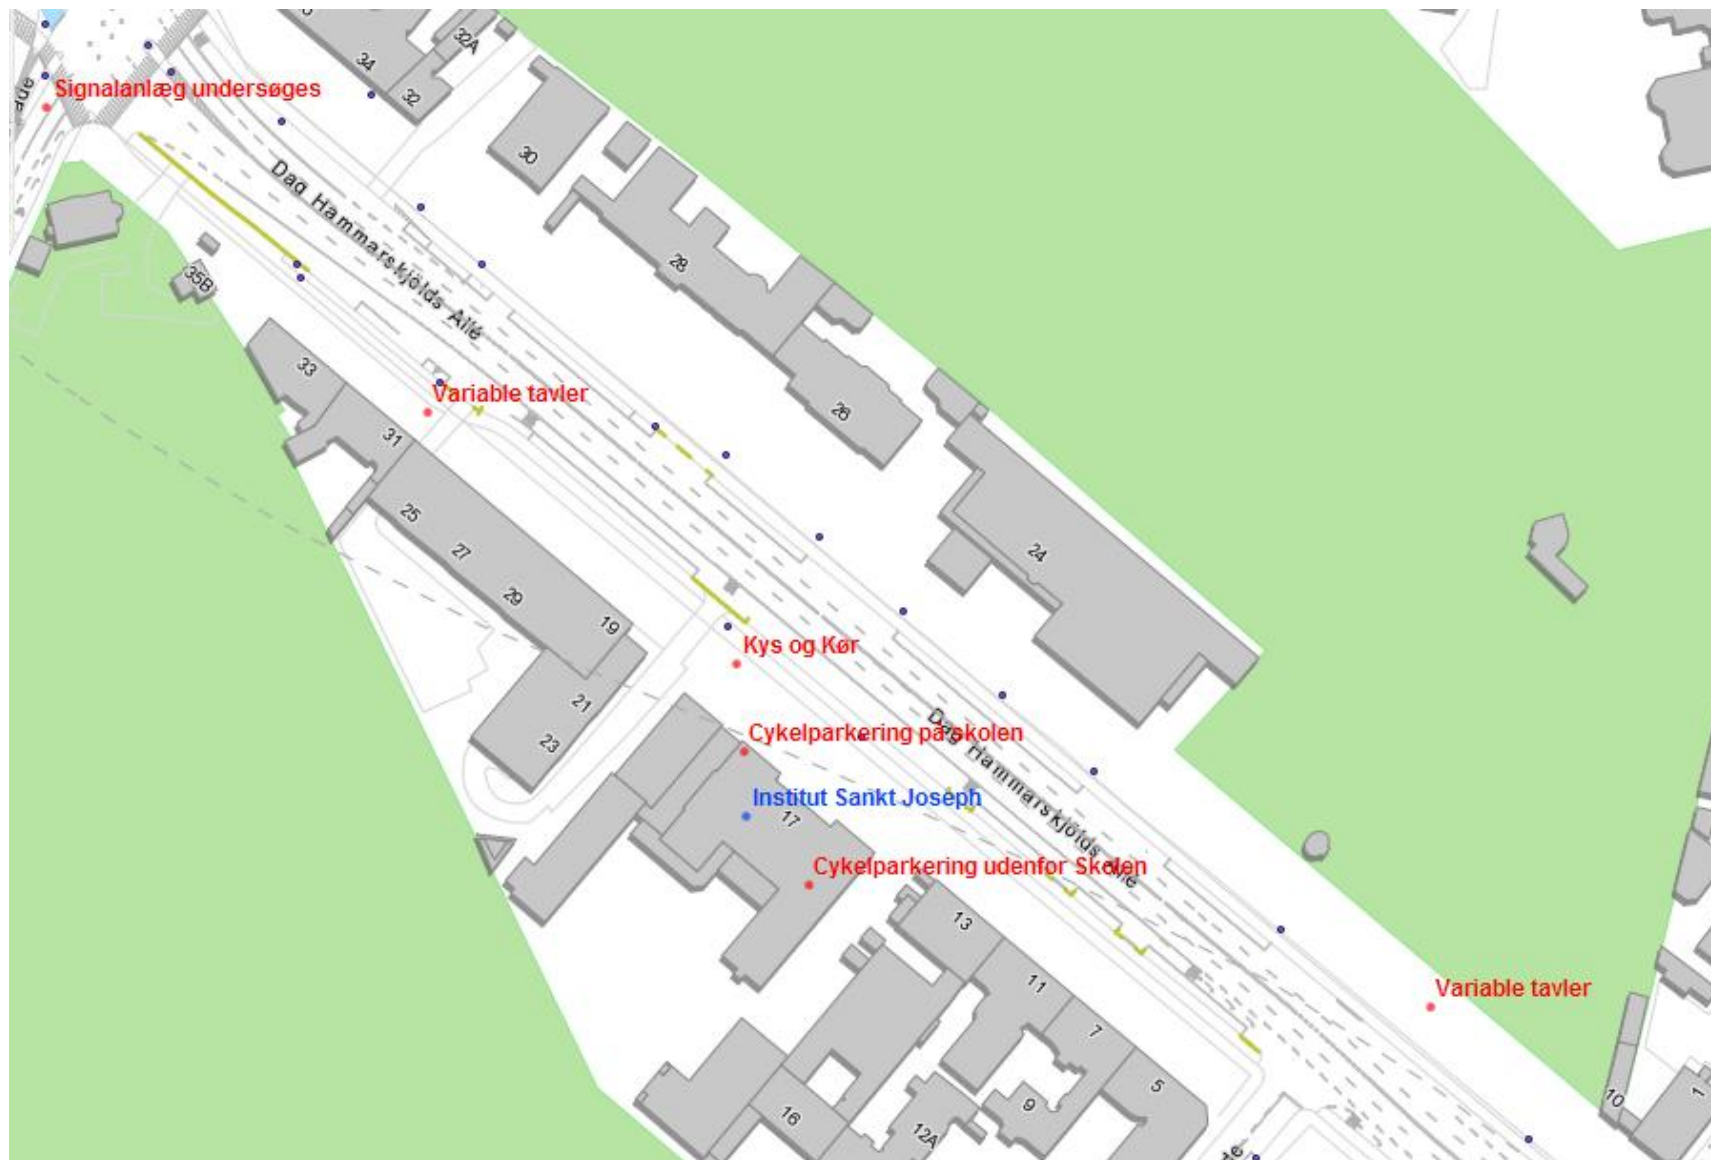 32A
34
32
Signalanlæg undersøges
30
Dag Hammarskjölds Allé
28
35B
33
Variable tavler
26
31
25
24
27
29
19
Kys og Kør
21
Dag Hammarskjölds Allé
23
Cykelparkering på skolen
Institut Sankt Joseph
17
Cykelparkering udenfor Skolen
13
11
Variable tavler
7
5
9
10
1
16
12A